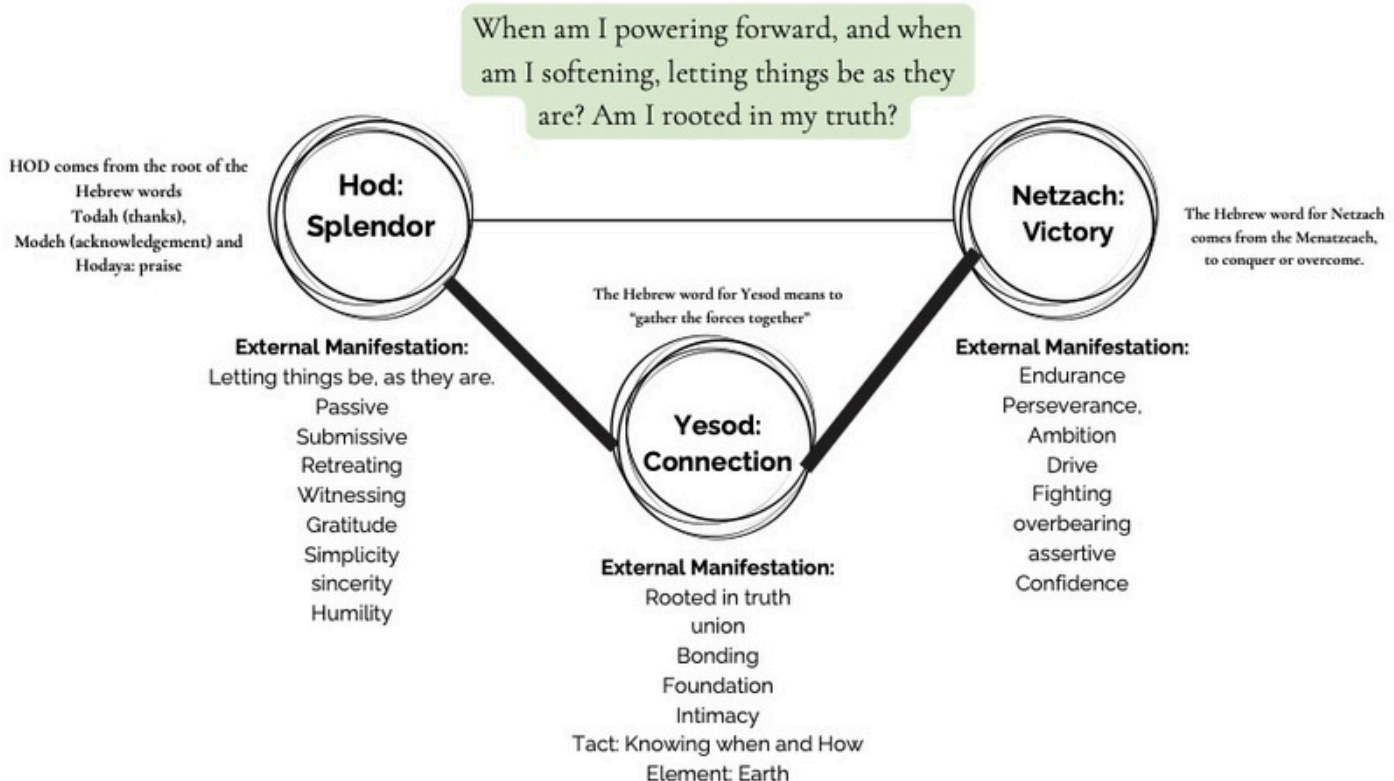 When am I powering forward, and when
am I softening, letting things be as they
are? Am I rooted in my truth?
HOD comes from the root of the
Hebrew words
Todah (thanks),
Modeh (acknowledgement) and
Hodaya: praise
Hod:
Splendor
External Manifestation:
Letting things be, as they are.
Passive
Submissive
Retreating
Witnessing
Gratitude
Simplicity
sincerity
Humility
The Hebrew word for Yesod means to
"gather the forces together"
Yesod:
Connection
External Manifestation:
Rooted in truth
union
Bonding
Foundation
Intimacy
Tact: Knowing when and How
Element: Earth
Netzach:
Victory
The Hebrew word for Netzach
comes from the Menatzeach,
to conquer or overcome.
External Manifestation:
Endurance
Perseverance,
Ambition
Drive
Fighting
overbearing
assertive
Confidence